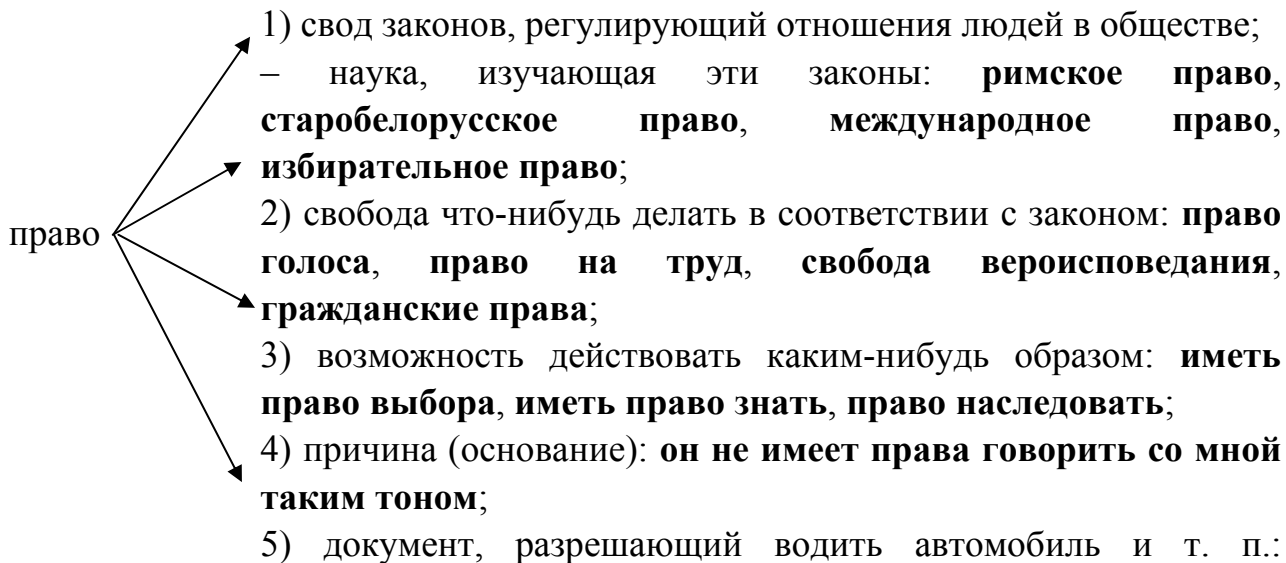 1) свод законов, регулирующий отношения людей в обществе;
– наука, изучающая эти законы: римское право,
старобелорусское право, международное право,
избирательное право;
2) свобода что-нибудь делать в соответствии с законом: право
право голоса, право на труд, свобода вероисповедания,
гражданские права;
3) возможность действовать каким-нибудь образом: иметь
право выбора, иметь право знать, право наследовать;
4) причина (основание): он не имеет права говорить со мной
таким тоном;
5) документ, разрешающий водить автомобиль и т. п.: